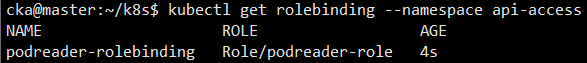 cka@master:~/k8s$ kubectl get rolebinding --namespace api-access
NAME                    ROLE                  AGE
podreader-rolebinding   Role/podreader-role   4s